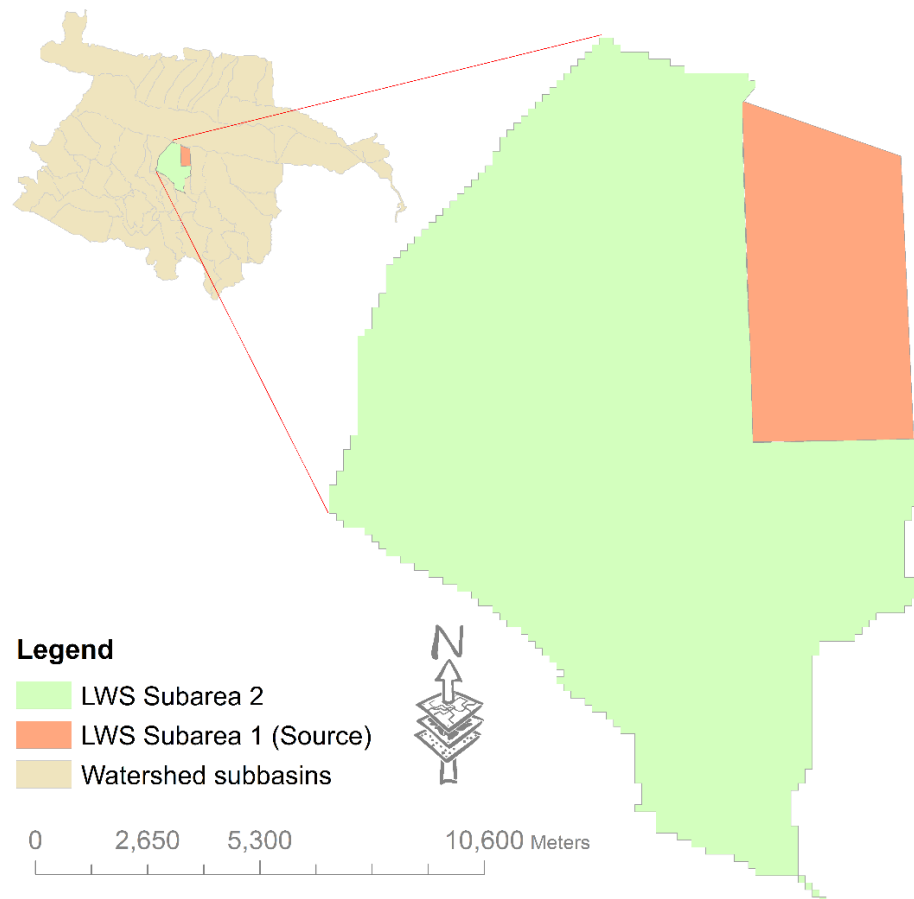 N
Legend
LWS Subarea 2
LWS Subarea 1 (Source)
Watershed subbasins
0 2,650 5,300 10,600 Meters